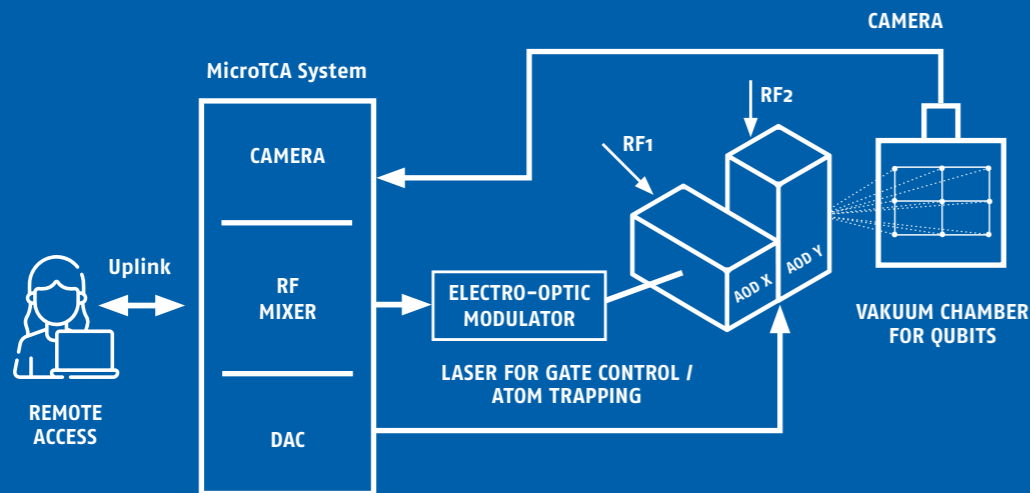 CAMERA
MicroTCA System
RF2
RF1
CAMERA
Uplink
RF
MIXER
ELECTRO-OPTIC
MODULATOR
AOD X
AOD Y
VAKUUM CHAMBER
FOR QUBITS
LASER FOR GATE CONTROL /
ATOM TRAPPING
REMOTE
ACCESS
DAC